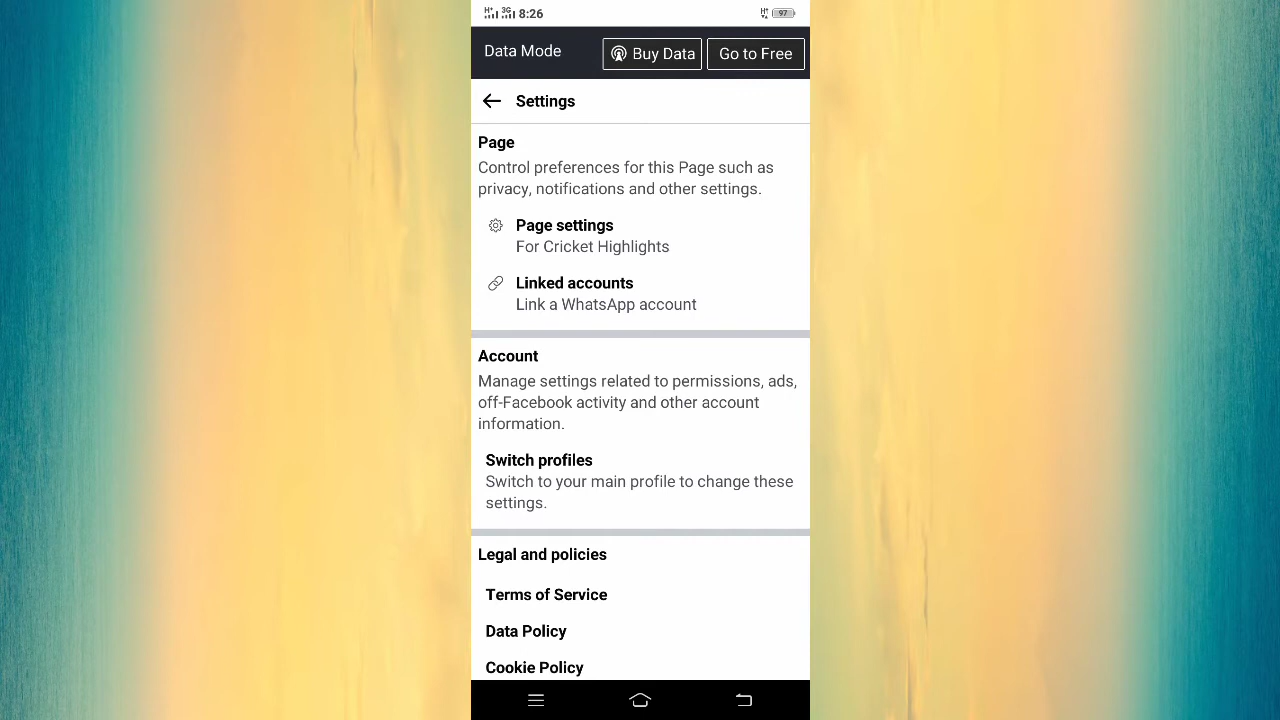 H+ 3G 8:26 H+ 97
Data Mode Buy Data Go to Free
Settings
Page
Control preferences for this Page such as
privacy, notifications and other settings.
Page settings
For Cricket Highlights
Linked accounts
Link a WhatsApp account
Account
Manage settings related to permissions, ads,
off-Facebook activity and other account
information.
Switch profiles
Switch to your main profile to change these
settings.
Legal and policies
Terms of Service
Data Policy
Cookie Policy